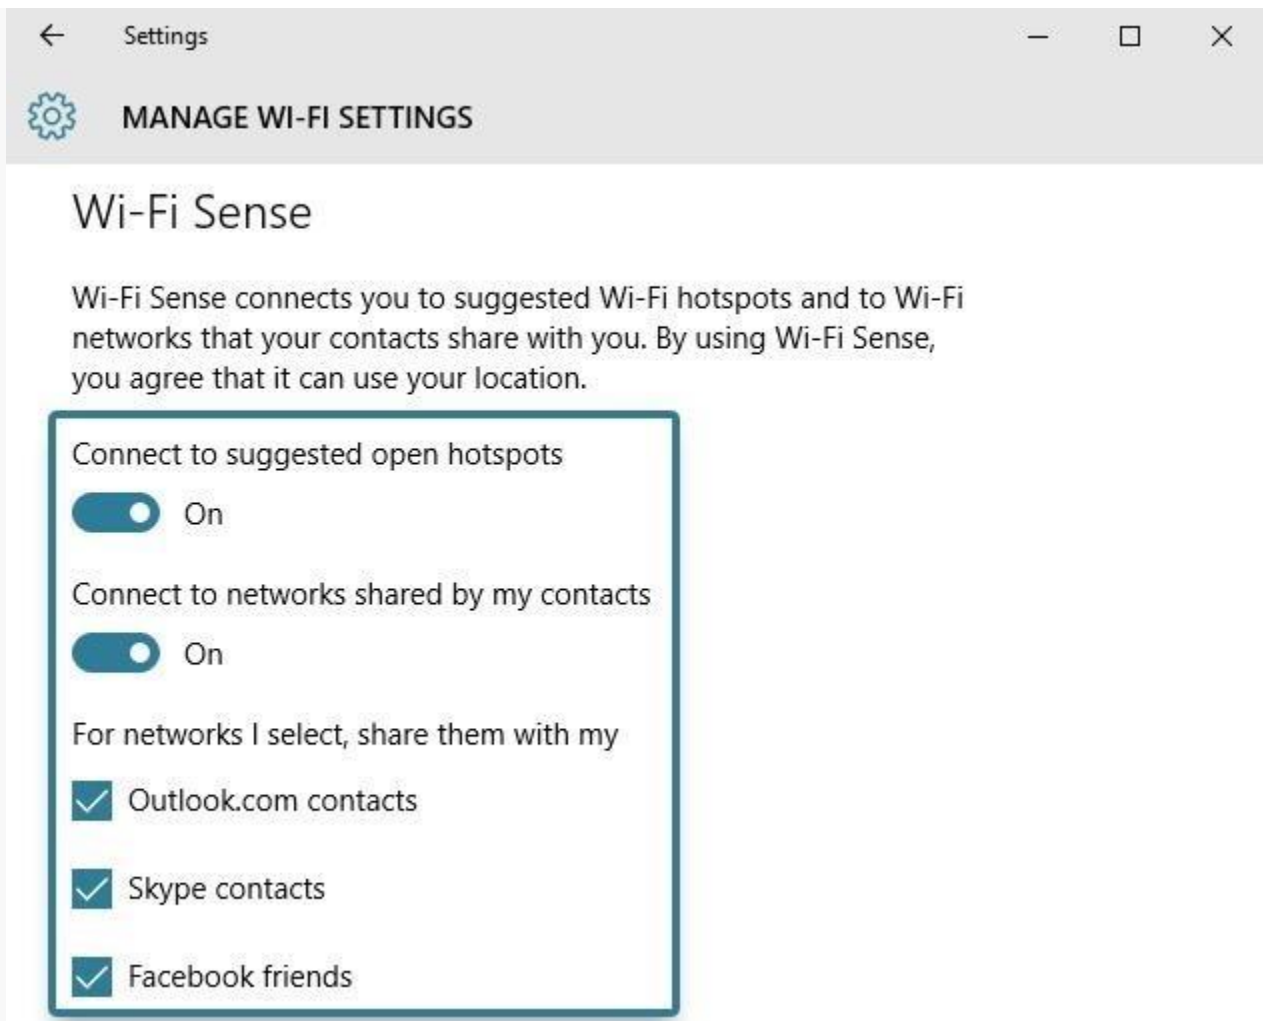 Settings
MANAGE WI-FI SETTINGS
Wi-Fi Sense
Wi-Fi Sense connects you to suggested Wi-Fi hotspots and to Wi-Fi
networks that your contacts share with you. By using Wi-Fi Sense,
you agree that it can use your location.
Connect to suggested open hotspots
On
Connect to networks shared by my contacts
On
For networks I select, share them with my
Outlook.com contacts
Skype contacts
Facebook friends